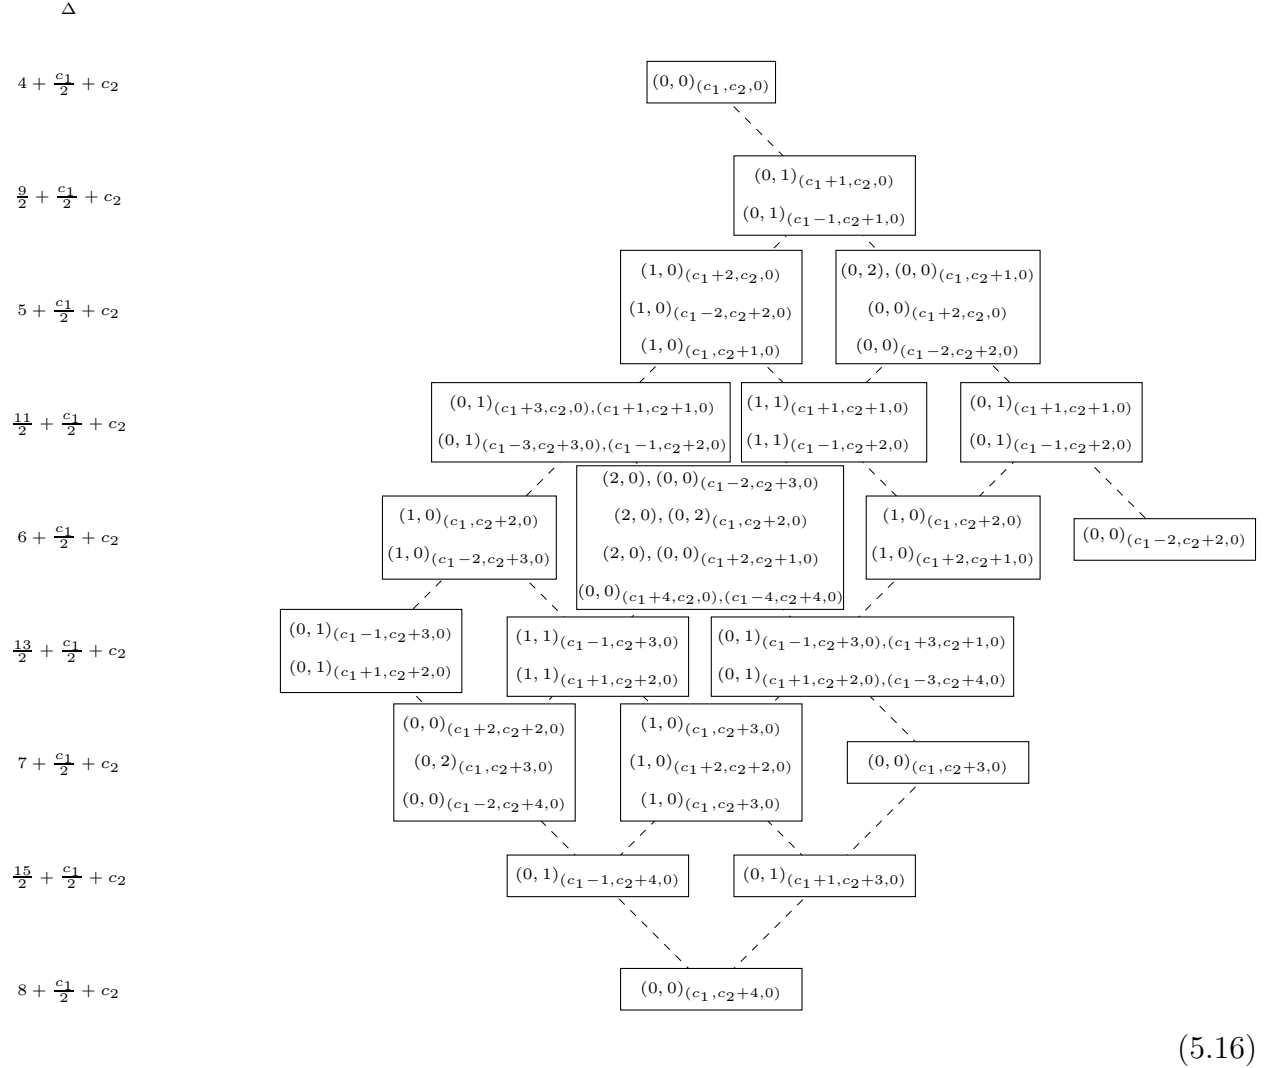 Δ
4 + c₁/2 + c₂
(0, 0)(c₁,c₂,0)
9/2 + c₁/2 + c₂
(0, 1)(c₁+1,c₂,0)
(0, 1)(c₁−1,c₂+1,0)
5 + c₁/2 + c₂
(1, 0)(c₁+2,c₂,0)
(1, 0)(c₁−2,c₂+2,0)
(1, 0)(c₁,c₂+1,0)
(0, 2), (0, 0)(c₁,c₂+1,0)
(0, 0)(c₁+2,c₂,0)
(0, 0)(c₁−2,c₂+2,0)
11/2 + c₁/2 + c₂
(0, 1)(c₁+3,c₂,0),(c₁+1,c₂+1,0)
(0, 1)(c₁−3,c₂+3,0),(c₁−1,c₂+2,0)
(1, 1)(c₁+1,c₂+1,0)
(1, 1)(c₁−1,c₂+2,0)
(0, 1)(c₁+1,c₂+1,0)
(0, 1)(c₁−1,c₂+2,0)
6 + c₁/2 + c₂
(1, 0)(c₁,c₂+2,0)
(1, 0)(c₁−2,c₂+3,0)
(2, 0), (0, 0)(c₁−2,c₂+3,0)
(2, 0), (0, 2)(c₁,c₂+2,0)
(2, 0), (0, 0)(c₁+2,c₂+1,0)
(0, 0)(c₁+4,c₂,0),(c₁−4,c₂+4,0)
(1, 0)(c₁,c₂+2,0)
(1, 0)(c₁+2,c₂+1,0)
(0, 0)(c₁−2,c₂+2,0)
13/2 + c₁/2 + c₂
(0, 1)(c₁−1,c₂+3,0)
(0, 1)(c₁+1,c₂+2,0)
(1, 1)(c₁−1,c₂+3,0)
(1, 1)(c₁+1,c₂+2,0)
(0, 1)(c₁−1,c₂+3,0),(c₁+3,c₂+1,0)
(0, 1)(c₁+1,c₂+2,0),(c₁−3,c₂+4,0)
7 + c₁/2 + c₂
(0, 0)(c₁+2,c₂+2,0)
(0, 2)(c₁,c₂+3,0)
(0, 0)(c₁−2,c₂+4,0)
(1, 0)(c₁,c₂+3,0)
(1, 0)(c₁+2,c₂+2,0)
(1, 0)(c₁,c₂+3,0)
(0, 0)(c₁,c₂+3,0)
15/2 + c₁/2 + c₂
(0, 1)(c₁−1,c₂+4,0)
(0, 1)(c₁+1,c₂+3,0)
8 + c₁/2 + c₂
(0, 0)(c₁,c₂+4,0)
(5.16)